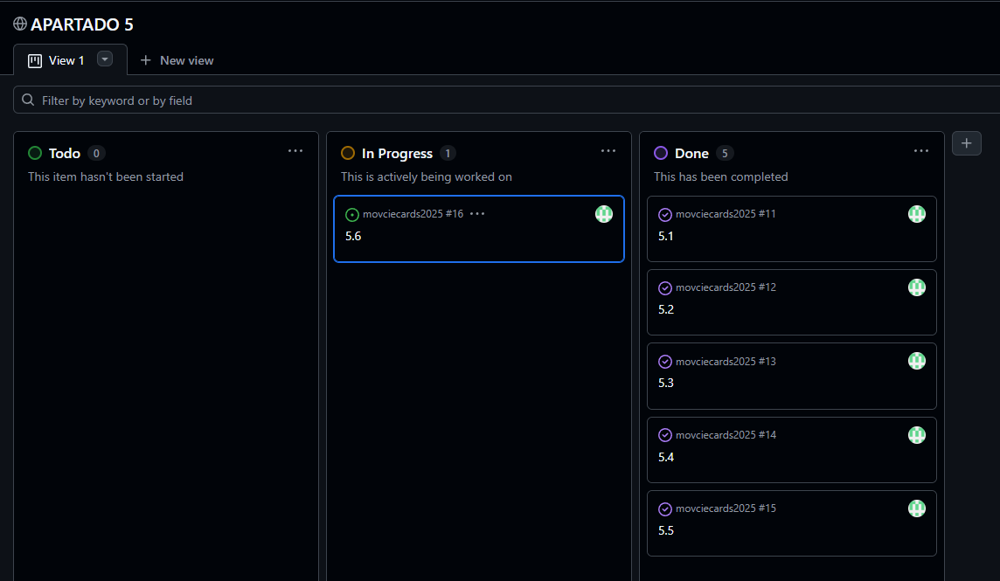 APARTADO 5
View 1
New view
Filter by keyword or by field
Todo 0
This item hasn't been started
In Progress 1
This is actively being worked on
movciecards2025 #16
5.6
Done 5
This has been completed
movciecards2025 #11
5.1
movciecards2025 #12
5.2
movciecards2025 #13
5.3
movciecards2025 #14
5.4
movciecards2025 #15
5.5